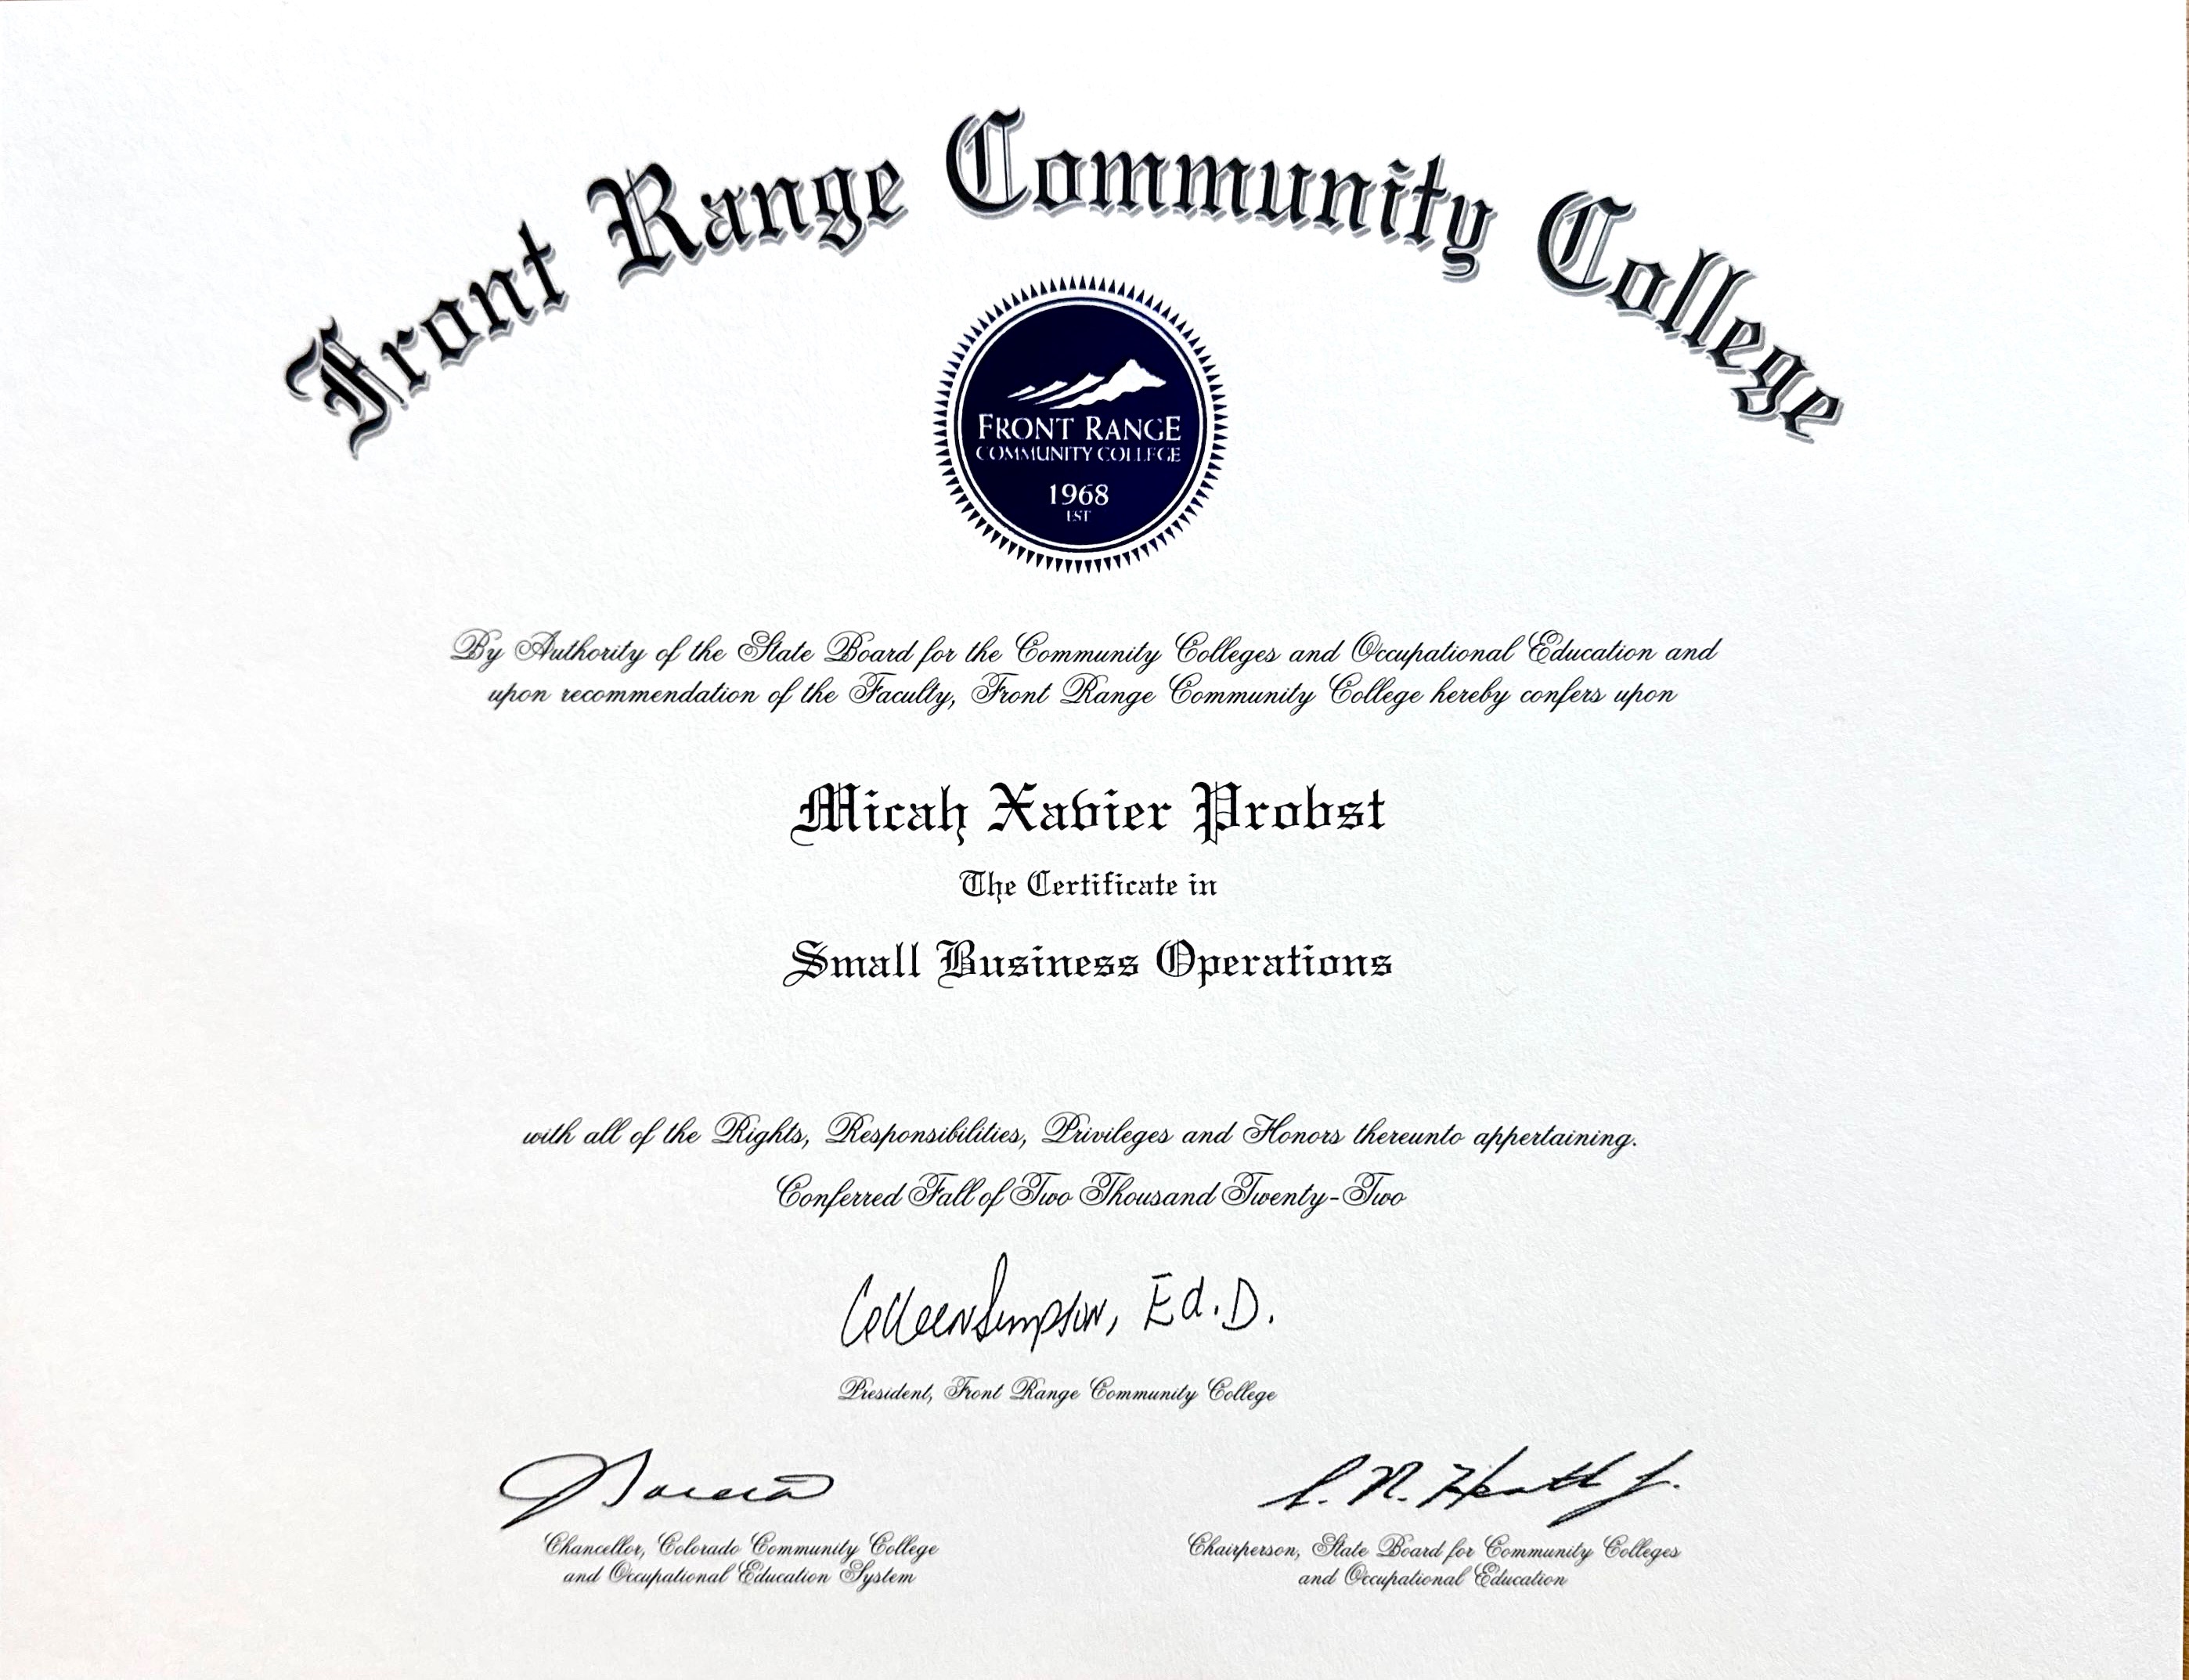 Front Range Community College
FRONT RANGE
COMMUNITY COLLEGE
1968
EST
By Authority of the State Board for the Community Colleges and Occupational Education and
upon recommendation of the Faculty, Front Range Community College hereby confers upon
Micah Xavier Probst
The Certificate in
Small Business Operations
with all of the Rights, Responsibilities, Privileges and Honors thereunto appertaining.
Conferred Fall of Two Thousand Twenty-Two
Colleen Simpson, Ed.D.
President, Front Range Community College
Chancellor, Colorado Community College
and Occupational Education System
Chairperson, State Board for Community Colleges
and Occupational Education